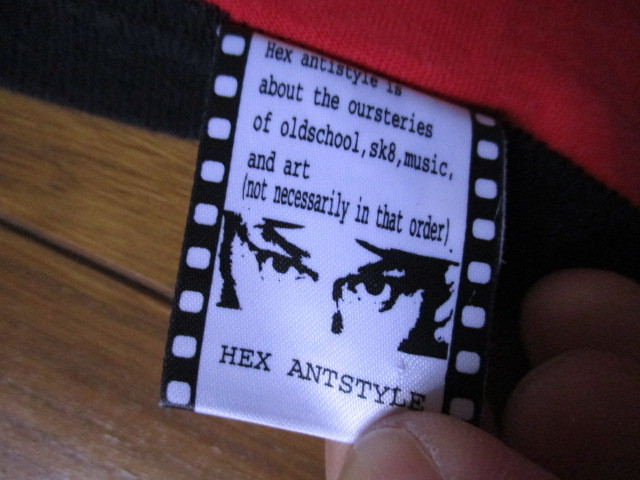 Hex antistyle is
about the oursteries
of oldschool,sk8,music,
and art
(not necessarily in that order).
HEX ANTSTYLE